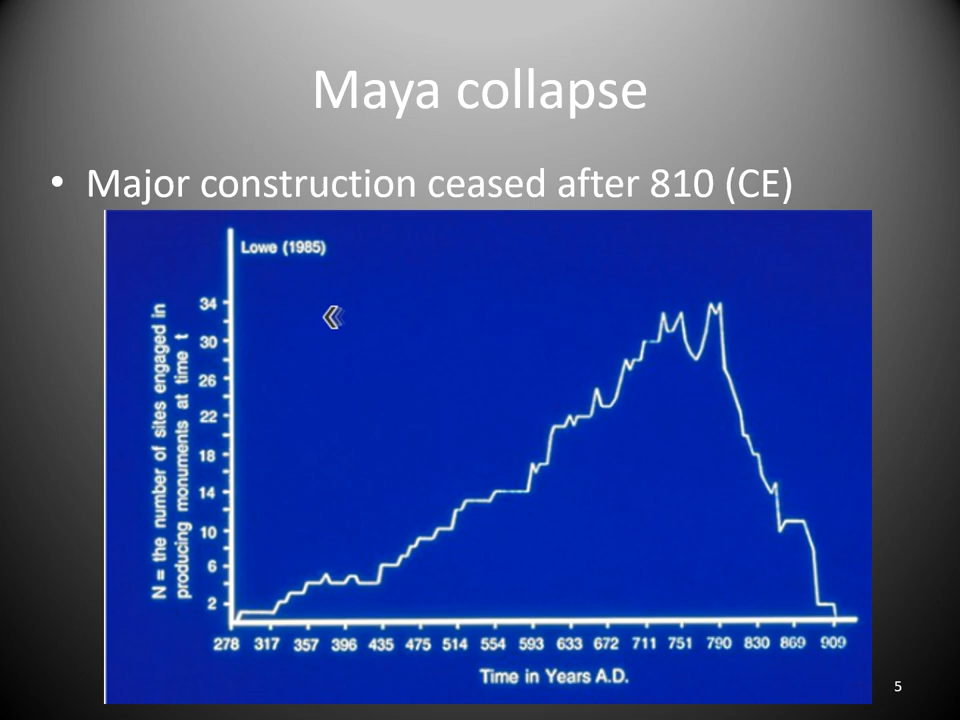 Maya collapse
• Major construction ceased after 810 (CE)
Lowe (1985)
N = the number of sites engaged in
producing monuments at time t
34
30
26
22
18
14
10
6
2
278 317 357 396 435 475 514 554 593 633 672 711 751 790 830 869 909
Time in Years A.D.
5